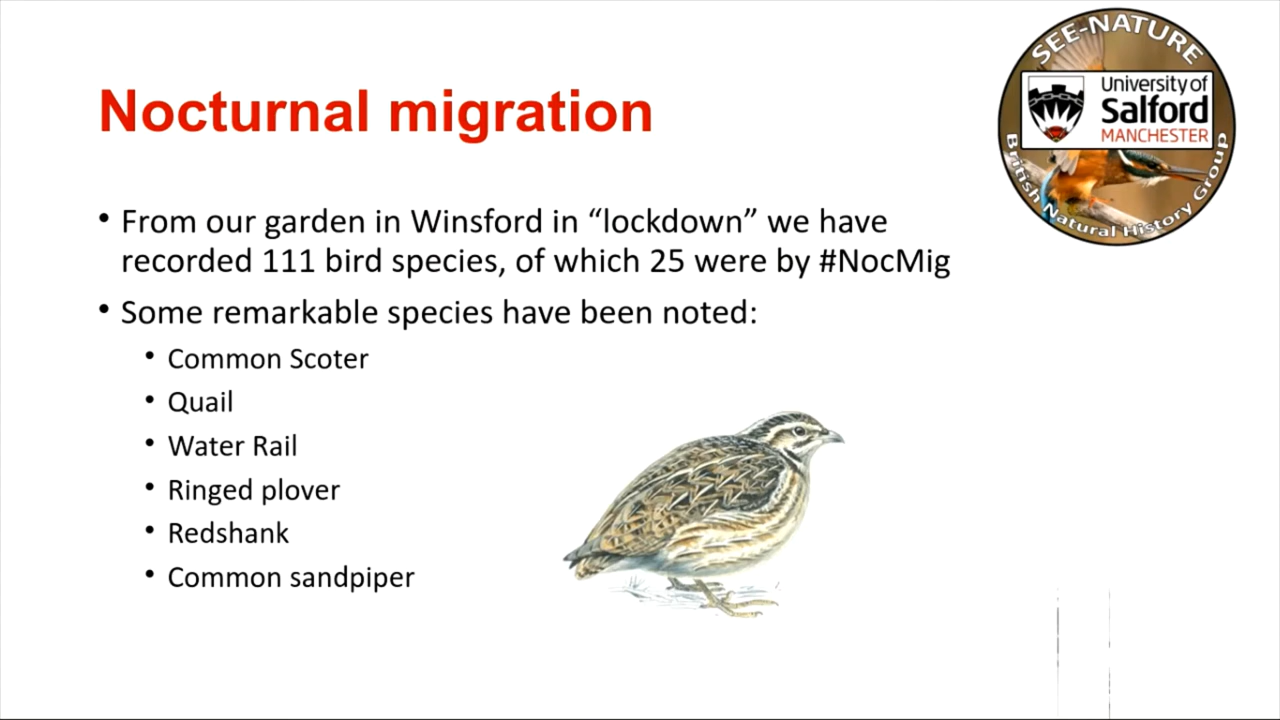 SEE-NATURE
University of
Salford
MANCHESTER
British Natural History Group
Nocturnal migration
• From our garden in Winsford in “lockdown” we have
recorded 111 bird species, of which 25 were by #NocMig
• Some remarkable species have been noted:
• Common Scoter
• Quail
• Water Rail
• Ringed plover
• Redshank
• Common sandpiper